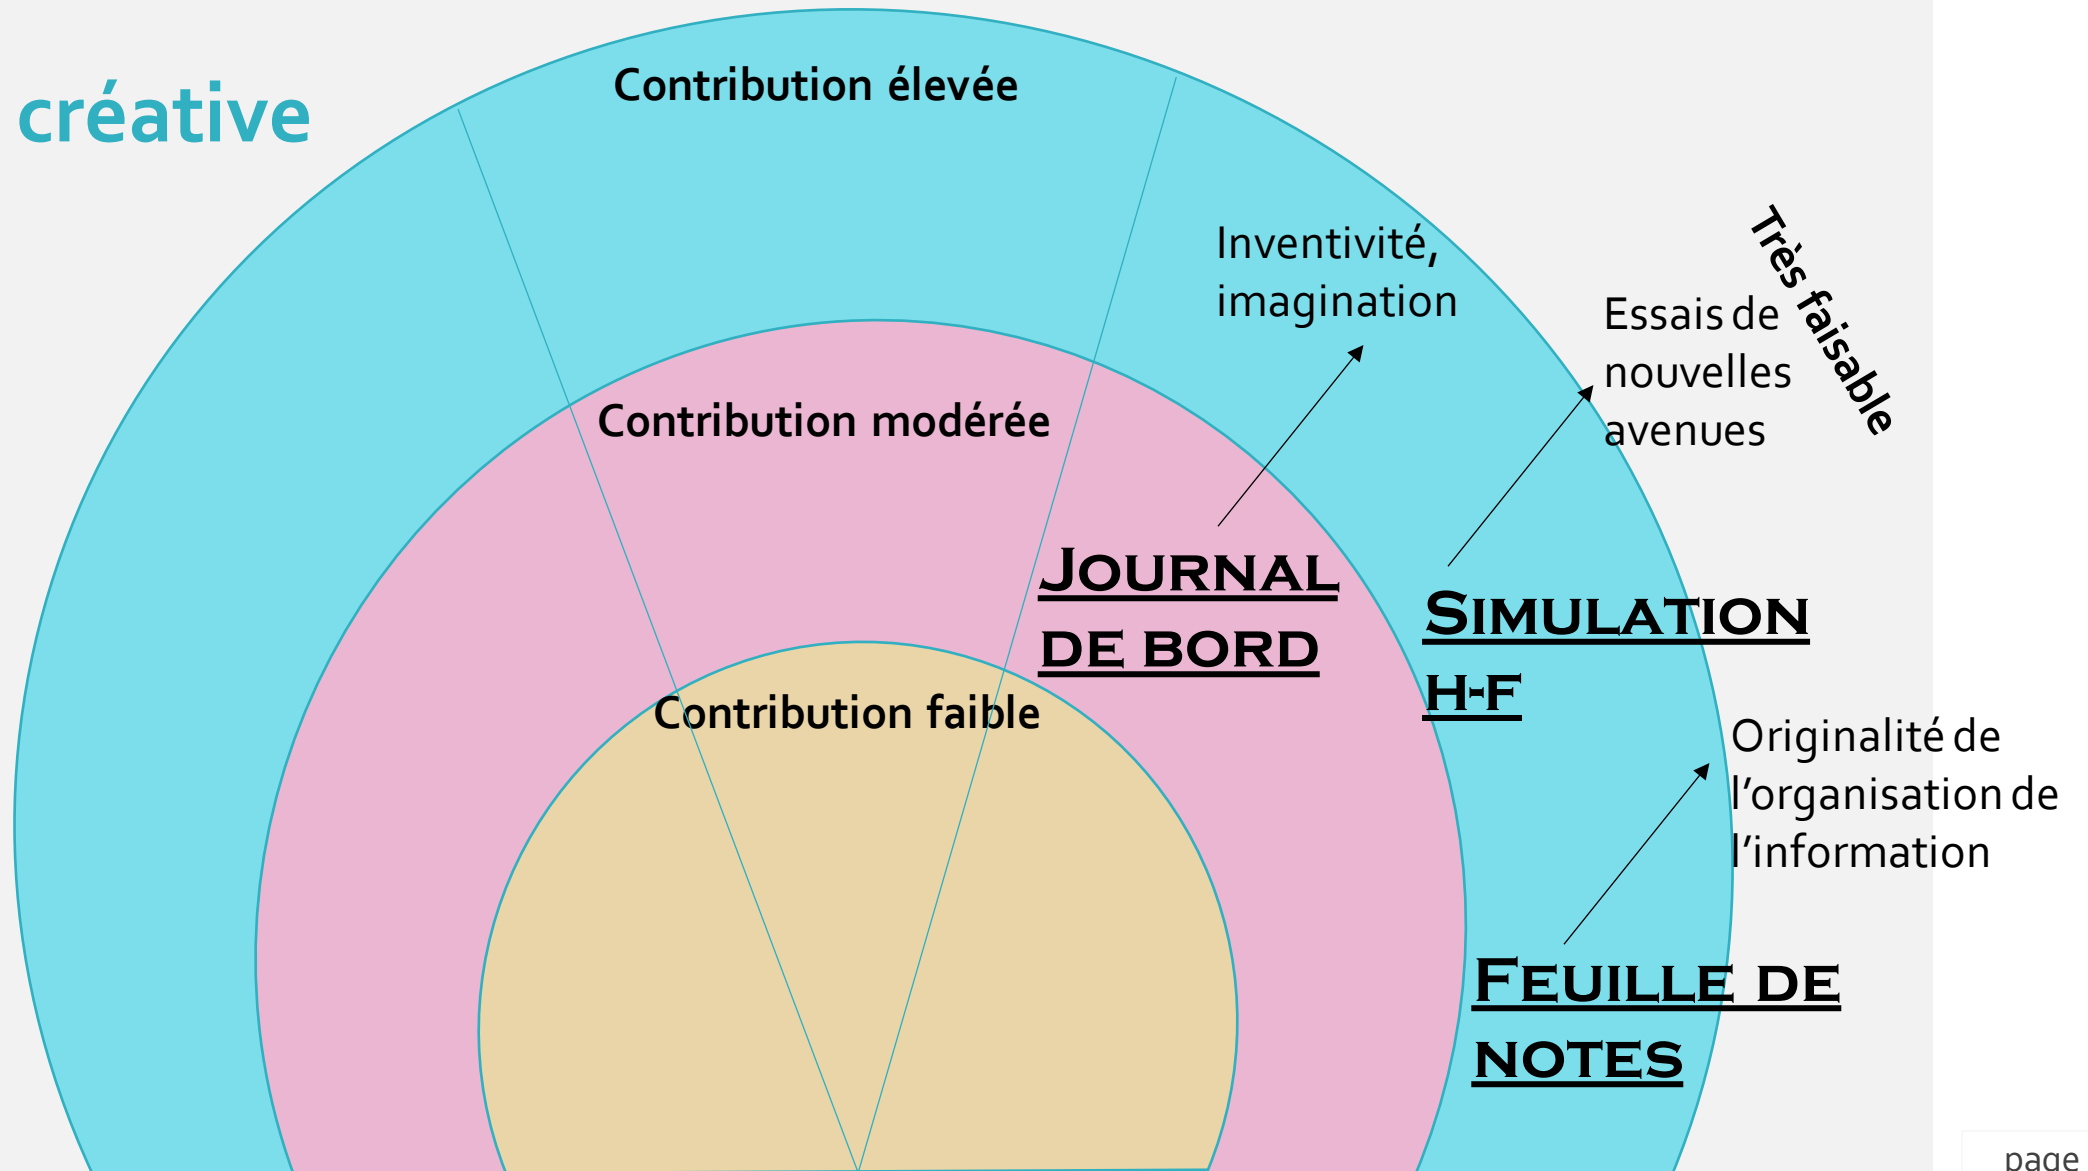 créative
Contribution élevée
Inventivité,
imagination
Très faisable
Essais de
nouvelles
avenues
Contribution modérée
JOURNAL
DE BORD
SIMULATION
H-F
Contribution faible
Originalité de
l'organisation de
l'information
FEUILLE DE
NOTES
page